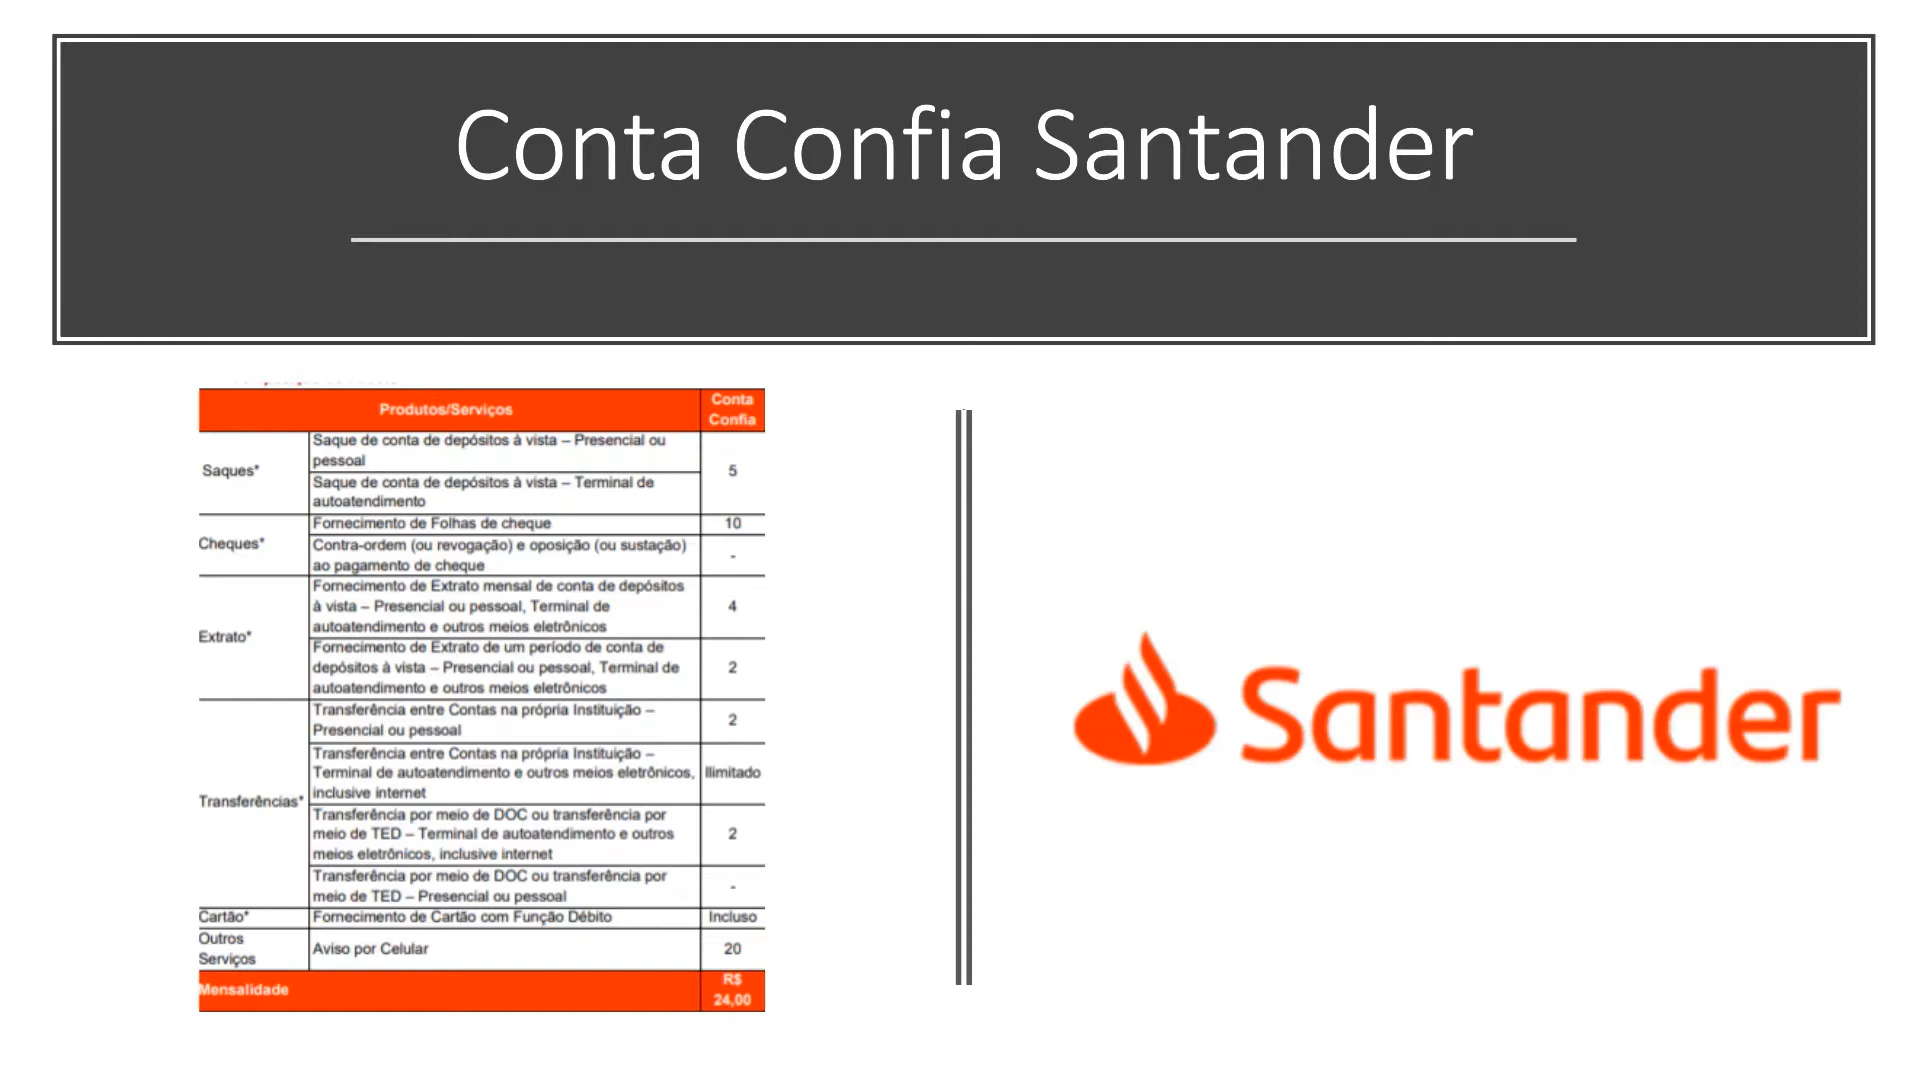 Conta Confia Santander
Produtos/Serviços
Conta
Confia
Saques*
Saque de conta de depósitos à vista – Presencial ou
pessoal
5
Saque de conta de depósitos à vista – Terminal de
autoatendimento
Cheques*
Fornecimento de Folhas de cheque
10
Contra-ordem (ou revogação) e oposição (ou sustação)
ao pagamento de cheque
-
Extrato*
Fornecimento de Extrato mensal de conta de depósitos
à vista – Presencial ou pessoal, Terminal de
autoatendimento e outros meios eletrônicos
4
Fornecimento de Extrato de um período de conta de
depósitos à vista – Presencial ou pessoal, Terminal de
autoatendimento e outros meios eletrônicos
2
Transferências*
Transferência entre Contas na própria Instituição –
Presencial ou pessoal
2
Transferência entre Contas na própria Instituição –
Terminal de autoatendimento e outros meios eletrônicos,
inclusive internet
Ilimitado
Transferência por meio de DOC ou transferência por
meio de TED – Terminal de autoatendimento e outros
meios eletrônicos, inclusive internet
2
Transferência por meio de DOC ou transferência por
meio de TED – Presencial ou pessoal
-
Cartão*
Fornecimento de Cartão com Função Débito
Incluso
Outros
Serviços
Aviso por Celular
20
Mensalidade
R$
24,00
Santander